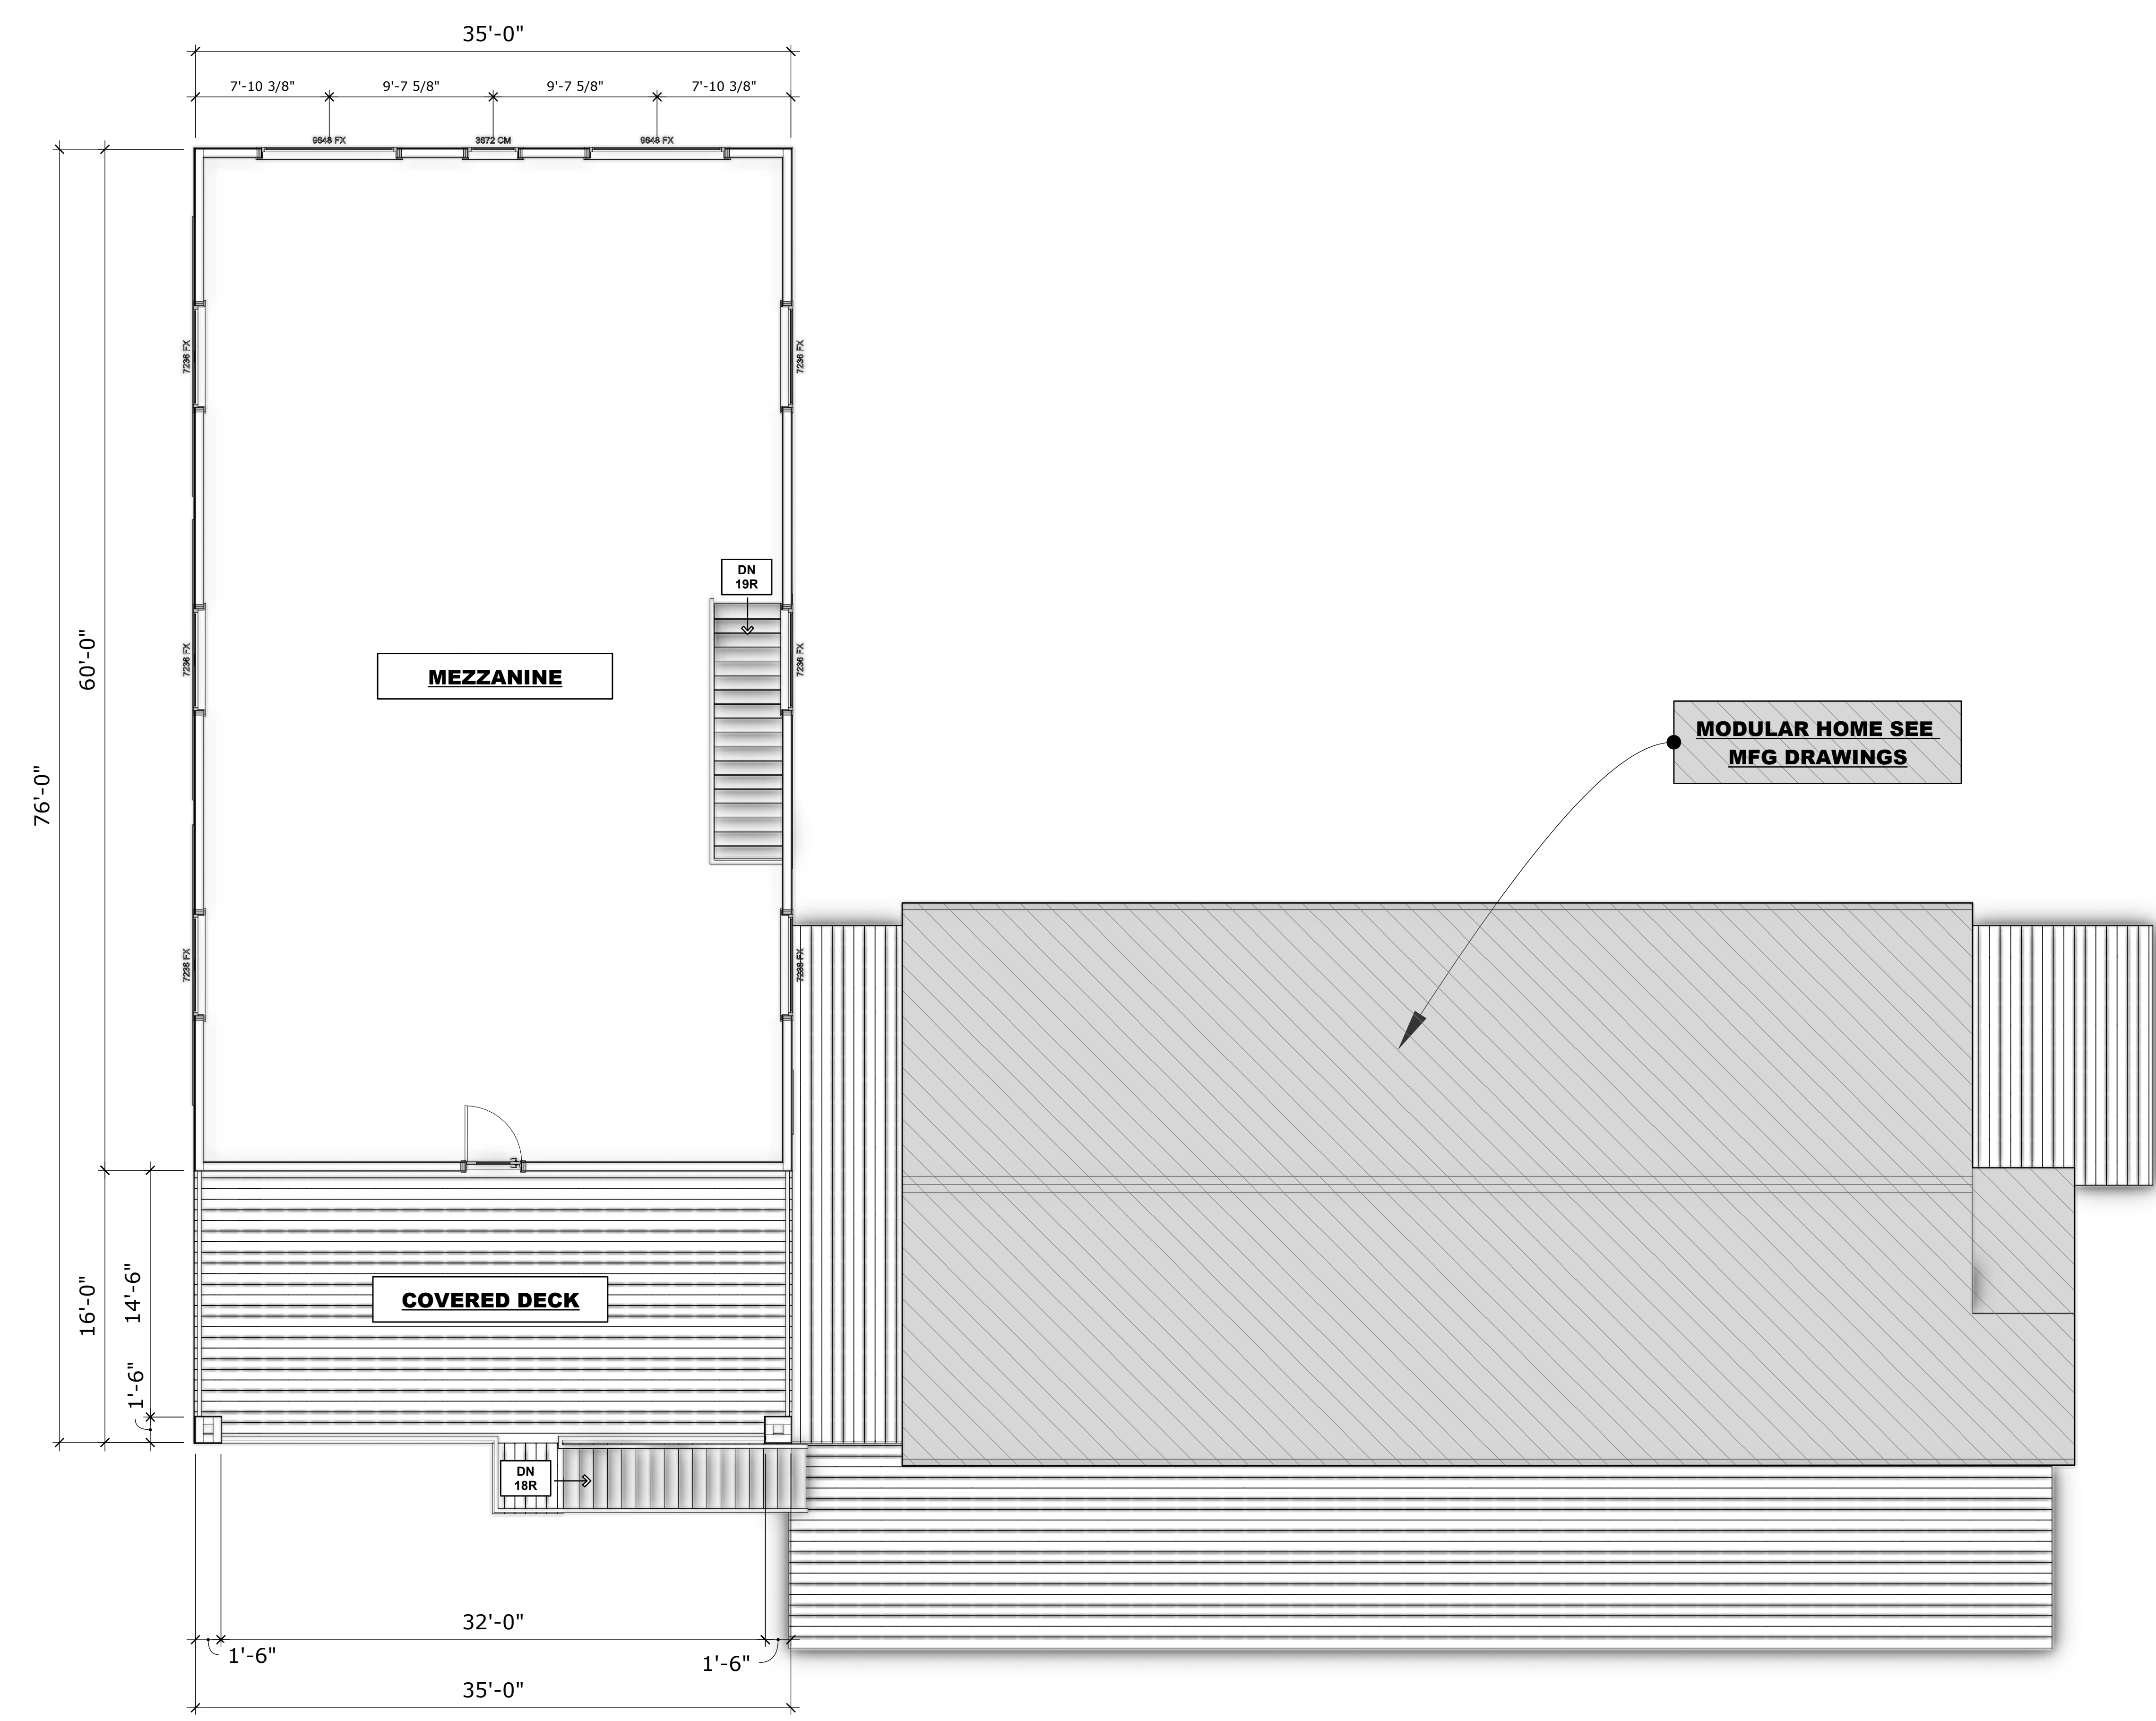 35'-0"
7'-10 3/8"
9'-7 5/8"
9'-7 5/8"
7'-10 3/8"
9648 FX
3672 CM
9648 FX
7236 FX
7236 FX
DN
19R
60'-0"
7236 FX
MEZZANINE
7236 FX
MODULAR HOME SEE
MFG DRAWINGS
76'-0"
7236 FX
7236 FX
16'-0"
14'-6"
COVERED DECK
1'-6"
DN
18R
32'-0"
1'-6"
1'-6"
35'-0"